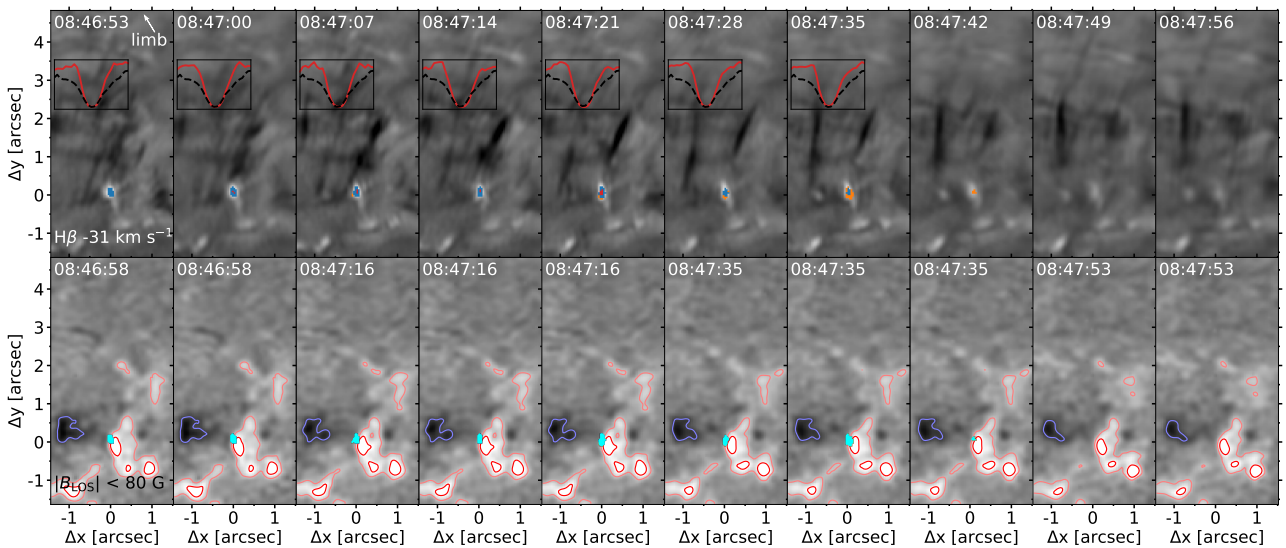 08:46:53 08:47:00 08:47:07 08:47:14 08:47:21 08:47:28 08:47:35 08:47:42 08:47:49 08:47:56
limb
4
3
2
1
0
-1
Δy [arcsec]
Hβ -31 km s⁻¹
08:46:58 08:46:58 08:47:16 08:47:16 08:47:16 08:47:35 08:47:35 08:47:35 08:47:53 08:47:53
4
3
2
1
0
-1
Δy [arcsec]
|B_LOS| < 80 G
-1 0 1 -1 0 1 -1 0 1 -1 0 1 -1 0 1 -1 0 1 -1 0 1 -1 0 1 -1 0 1 -1 0 1
Δx [arcsec] Δx [arcsec] Δx [arcsec] Δx [arcsec] Δx [arcsec] Δx [arcsec] Δx [arcsec] Δx [arcsec] Δx [arcsec] Δx [arcsec]